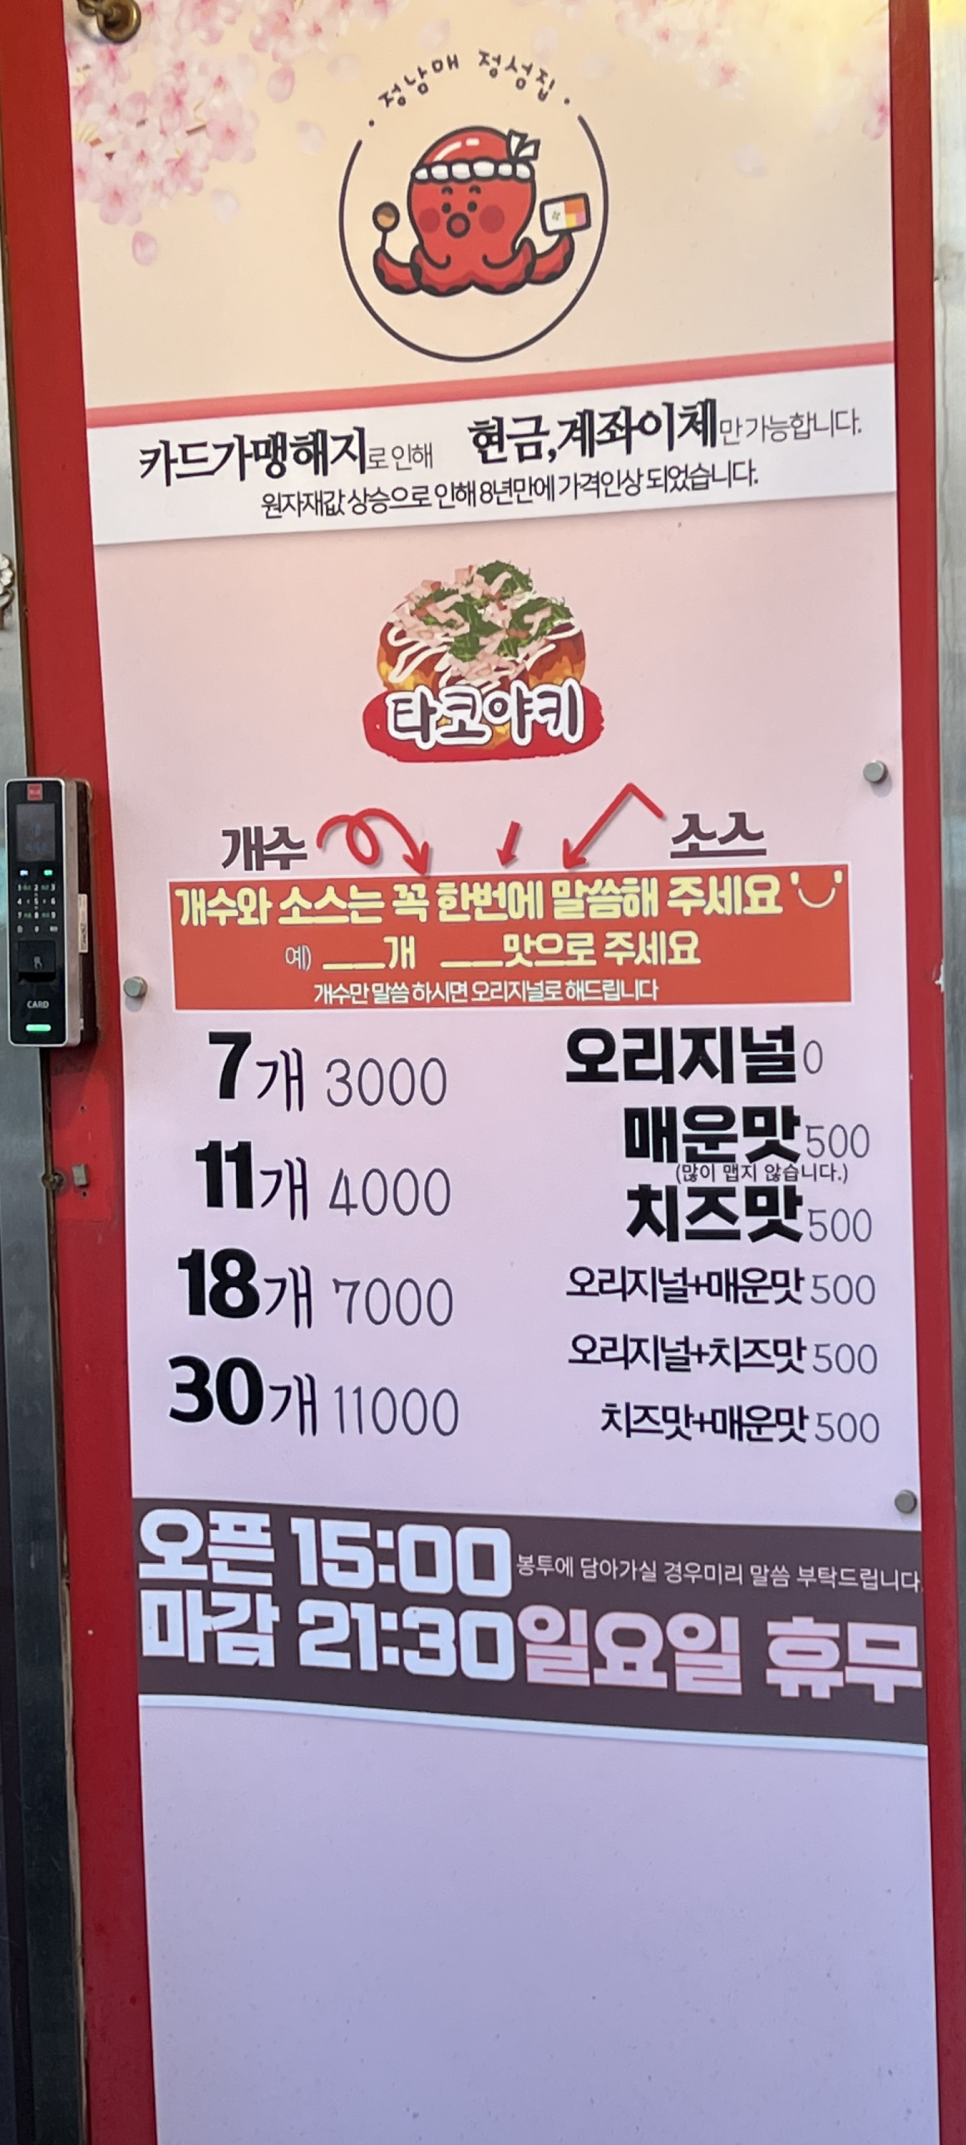 정남매 정성집
카드가맹해지로 인해 현금,계좌이체만 가능합니다.
원자재값 상승으로 인해 8년만에 가격인상 되었습니다.
타코야키
개수 소스
개수와 소스는 꼭 한번에 말씀해 주세요
예) ___개 ___맛으로 주세요
개수만 말씀 하시면 오리지널로 해드립니다
7개 3000 오리지널 0
11개 4000 매운맛 500
(많이 맵지 않습니다.)
치즈맛 500
18개 7000 오리지널+매운맛 500
오리지널+치즈맛 500
30개 11000 치즈맛+매운맛 500
오픈 15:00 봉투에 담아가실 경우미리 말씀 부탁드립니다.
마감 21:30 일요일 휴무
CARD